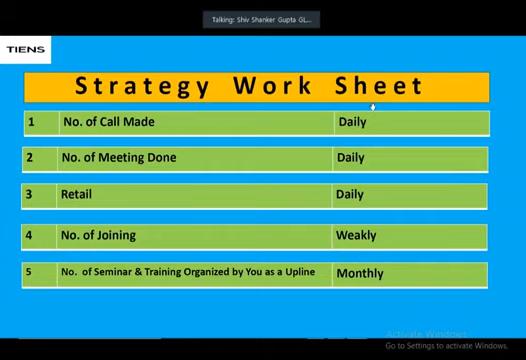 Talking: Shiv Shanker Gupta GL...
TIENS
Strategy Work Sheet
1 No. of Call Made Daily
2 No. of Meeting Done Daily
3 Retail Daily
4 No. of Joining Weakly
5 No. of Seminar & Training Organized by You as a Upline Monthly
Activate Windows
Go to Settings to activate Windows.